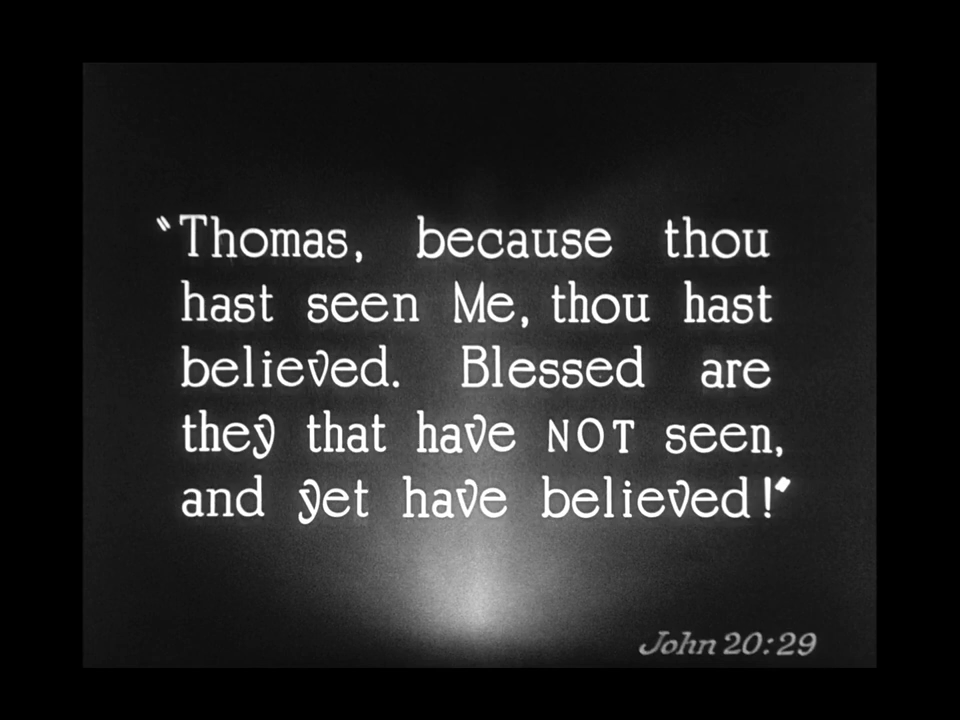 "Thomas, because thou
hast seen Me, thou hast
believed. Blessed are
they that have NOT seen,
and yet have believed!"
John 20:29